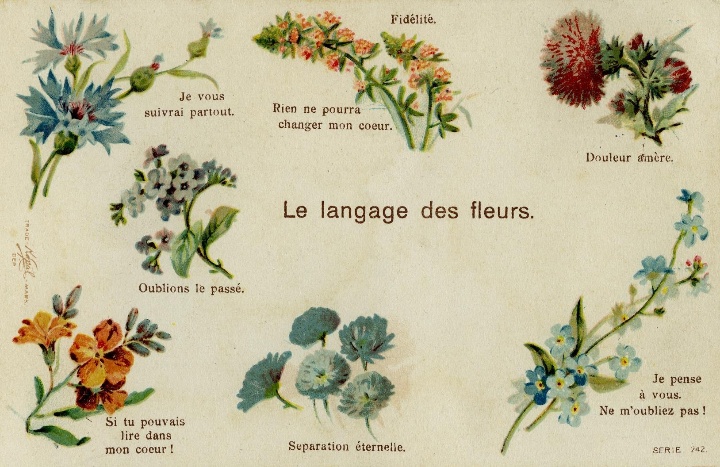 Fidélité.
Je vous
suivrai partout.
Rien ne pourra
changer mon coeur.
Douleur amère.
Le langage des fleurs.
Oublions le passé.
Si tu pouvais
lire dans
mon coeur !
Separation éternelle.
Je pense
à vous.
Ne m'oubliez pas !
SERIE 742.